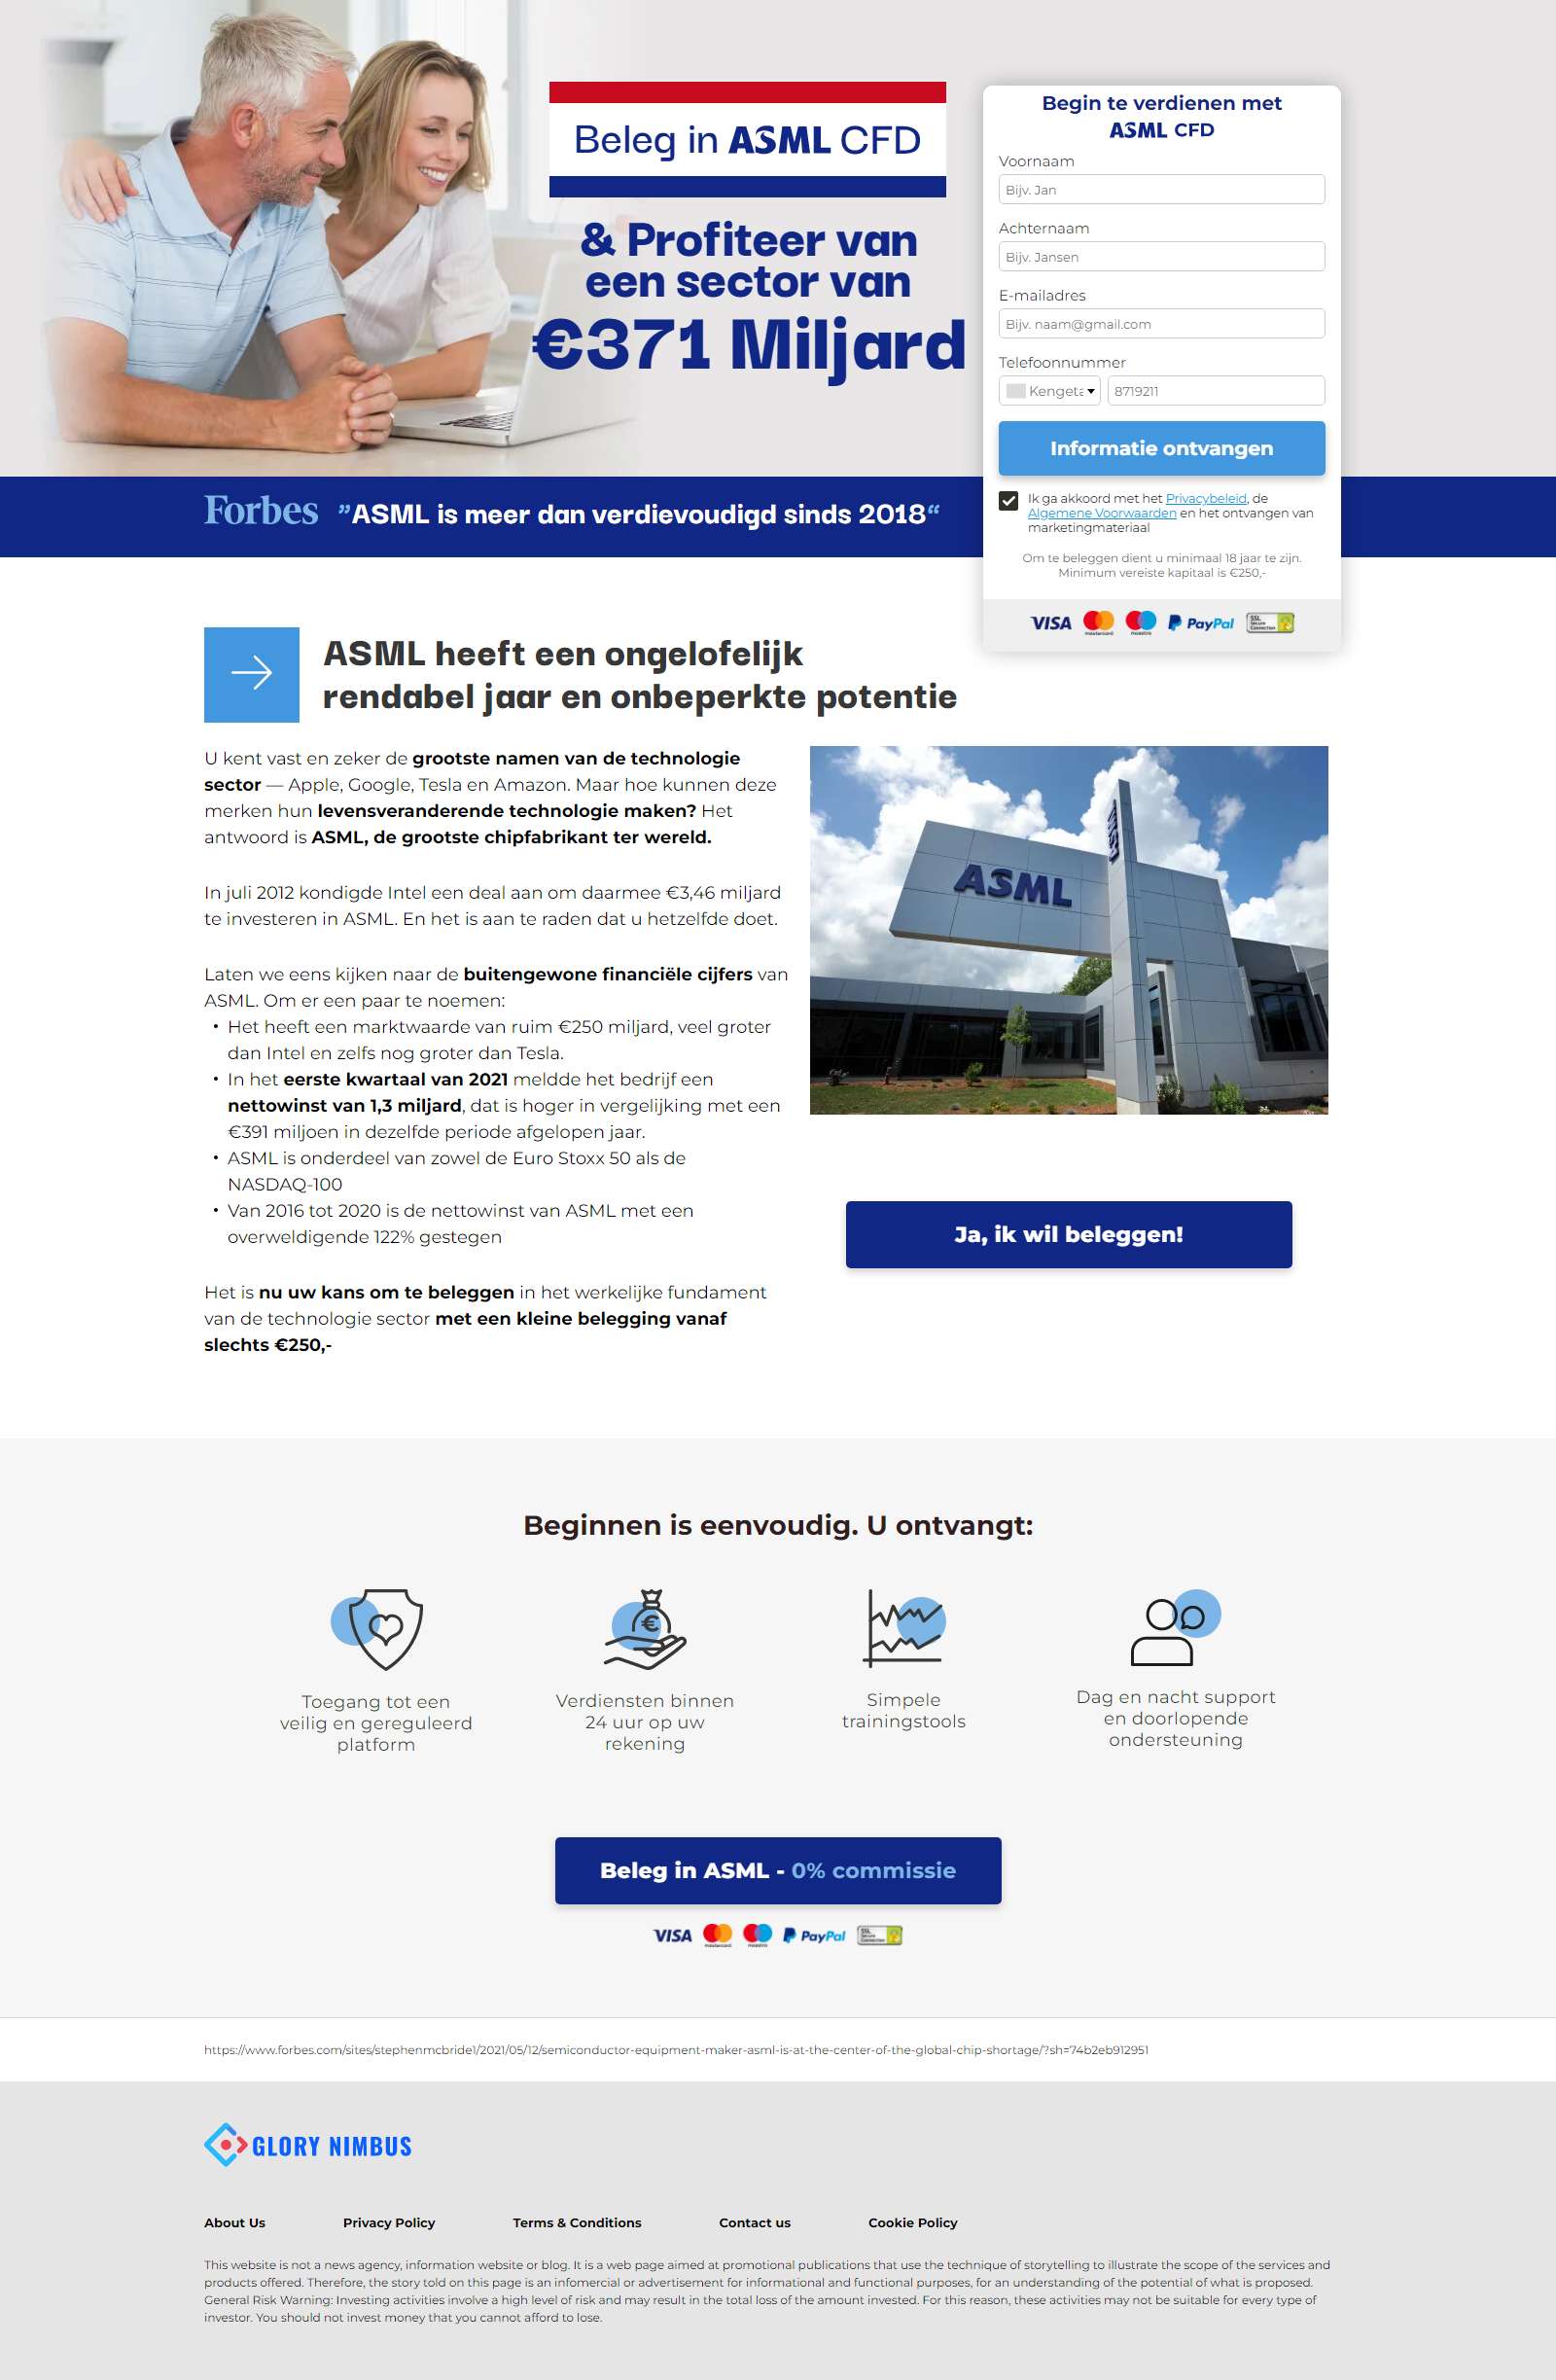 Beleg in ASML CFD
& Profiteer van
een sector van
€371 Miljard
Begin te verdienen met
ASML CFD
Voornaam
Bijv. Jan
Achternaam
Bijv. Jansen
E-mailadres
Bijv. naam@gmail.com
Telefoonnummer
Kengeta 8719211
Informatie ontvangen
Ik ga akkoord met het Privacybeleid, de
Algemene Voorwaarden en het ontvangen van
marketingmateriaal
Om te beleggen dient u minimaal 18 jaar te zijn.
Minimum vereiste kapitaal is €250,-
VISA mastercard maestro PayPal SSL Secure Connection
Forbes ”ASML is meer dan verdievoudigd sinds 2018“
ASML heeft een ongelofelijk
rendabel jaar en onbeperkte potentie
U kent vast en zeker de grootste namen van de technologie
sector — Apple, Google, Tesla en Amazon. Maar hoe kunnen deze
merken hun levensveranderende technologie maken? Het
antwoord is ASML, de grootste chipfabrikant ter wereld.
In juli 2012 kondigde Intel een deal aan om daarmee €3,46 miljard
te investeren in ASML. En het is aan te raden dat u hetzelfde doet.
Laten we eens kijken naar de buitengewone financiële cijfers van
ASML. Om er een paar te noemen:
• Het heeft een marktwaarde van ruim €250 miljard, veel groter
dan Intel en zelfs nog groter dan Tesla.
• In het eerste kwartaal van 2021 meldde het bedrijf een
nettowinst van 1,3 miljard, dat is hoger in vergelijking met een
€391 miljoen in dezelfde periode afgelopen jaar.
• ASML is onderdeel van zowel de Euro Stoxx 50 als de
NASDAQ-100
• Van 2016 tot 2020 is de nettowinst van ASML met een
overweldigende 122% gestegen
Het is nu uw kans om te beleggen in het werkelijke fundament
van de technologie sector met een kleine belegging vanaf
slechts €250,-
ASML
ASML
Ja, ik wil beleggen!
Beginnen is eenvoudig. U ontvangt:
Toegang tot een
veilig en gereguleerd
platform
€
Verdiensten binnen
24 uur op uw
rekening
Simpele
trainingstools
Dag en nacht support
en doorlopende
ondersteuning
Beleg in ASML - 0% commissie
VISA mastercard maestro PayPal SSL Secure Connection
https://www.forbes.com/sites/stephenmcbride1/2021/05/12/semiconductor-equipment-maker-asml-is-at-the-center-of-the-global-chip-shortage/?sh=74b2eb912951
GLORY NIMBUS
About Us Privacy Policy Terms & Conditions Contact us Cookie Policy
This website is not a news agency, information website or blog. It is a web page aimed at promotional publications that use the technique of storytelling to illustrate the scope of the services and
products offered. Therefore, the story told on this page is an infomercial or advertisement for informational and functional purposes, for an understanding of the potential of what is proposed.
General Risk Warning: Investing activities involve a high level of risk and may result in the total loss of the amount invested. For this reason, these activities may not be suitable for every type of
investor. You should not invest money that you cannot afford to lose.